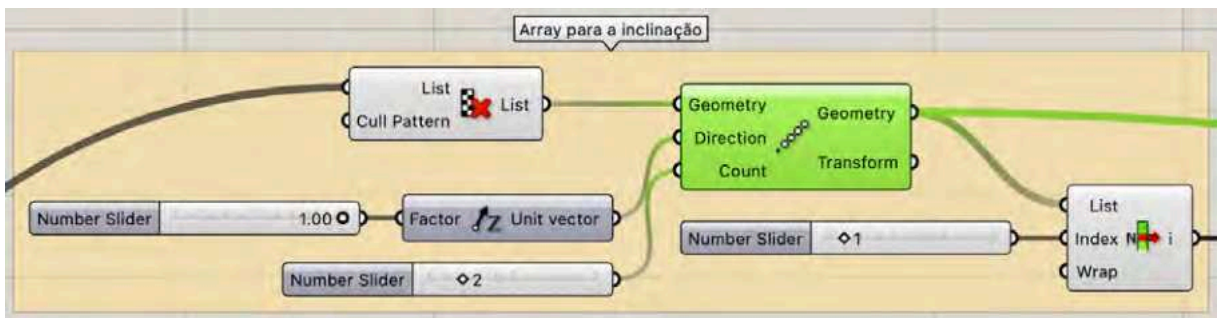 Array para a inclinação
List
List
Cull Pattern
Geometry
Geometry
Direction
Transform
Count
Number Slider 1.00
Factor Z Unit vector
Number Slider 2
Number Slider 1
List
Index N i
Wrap